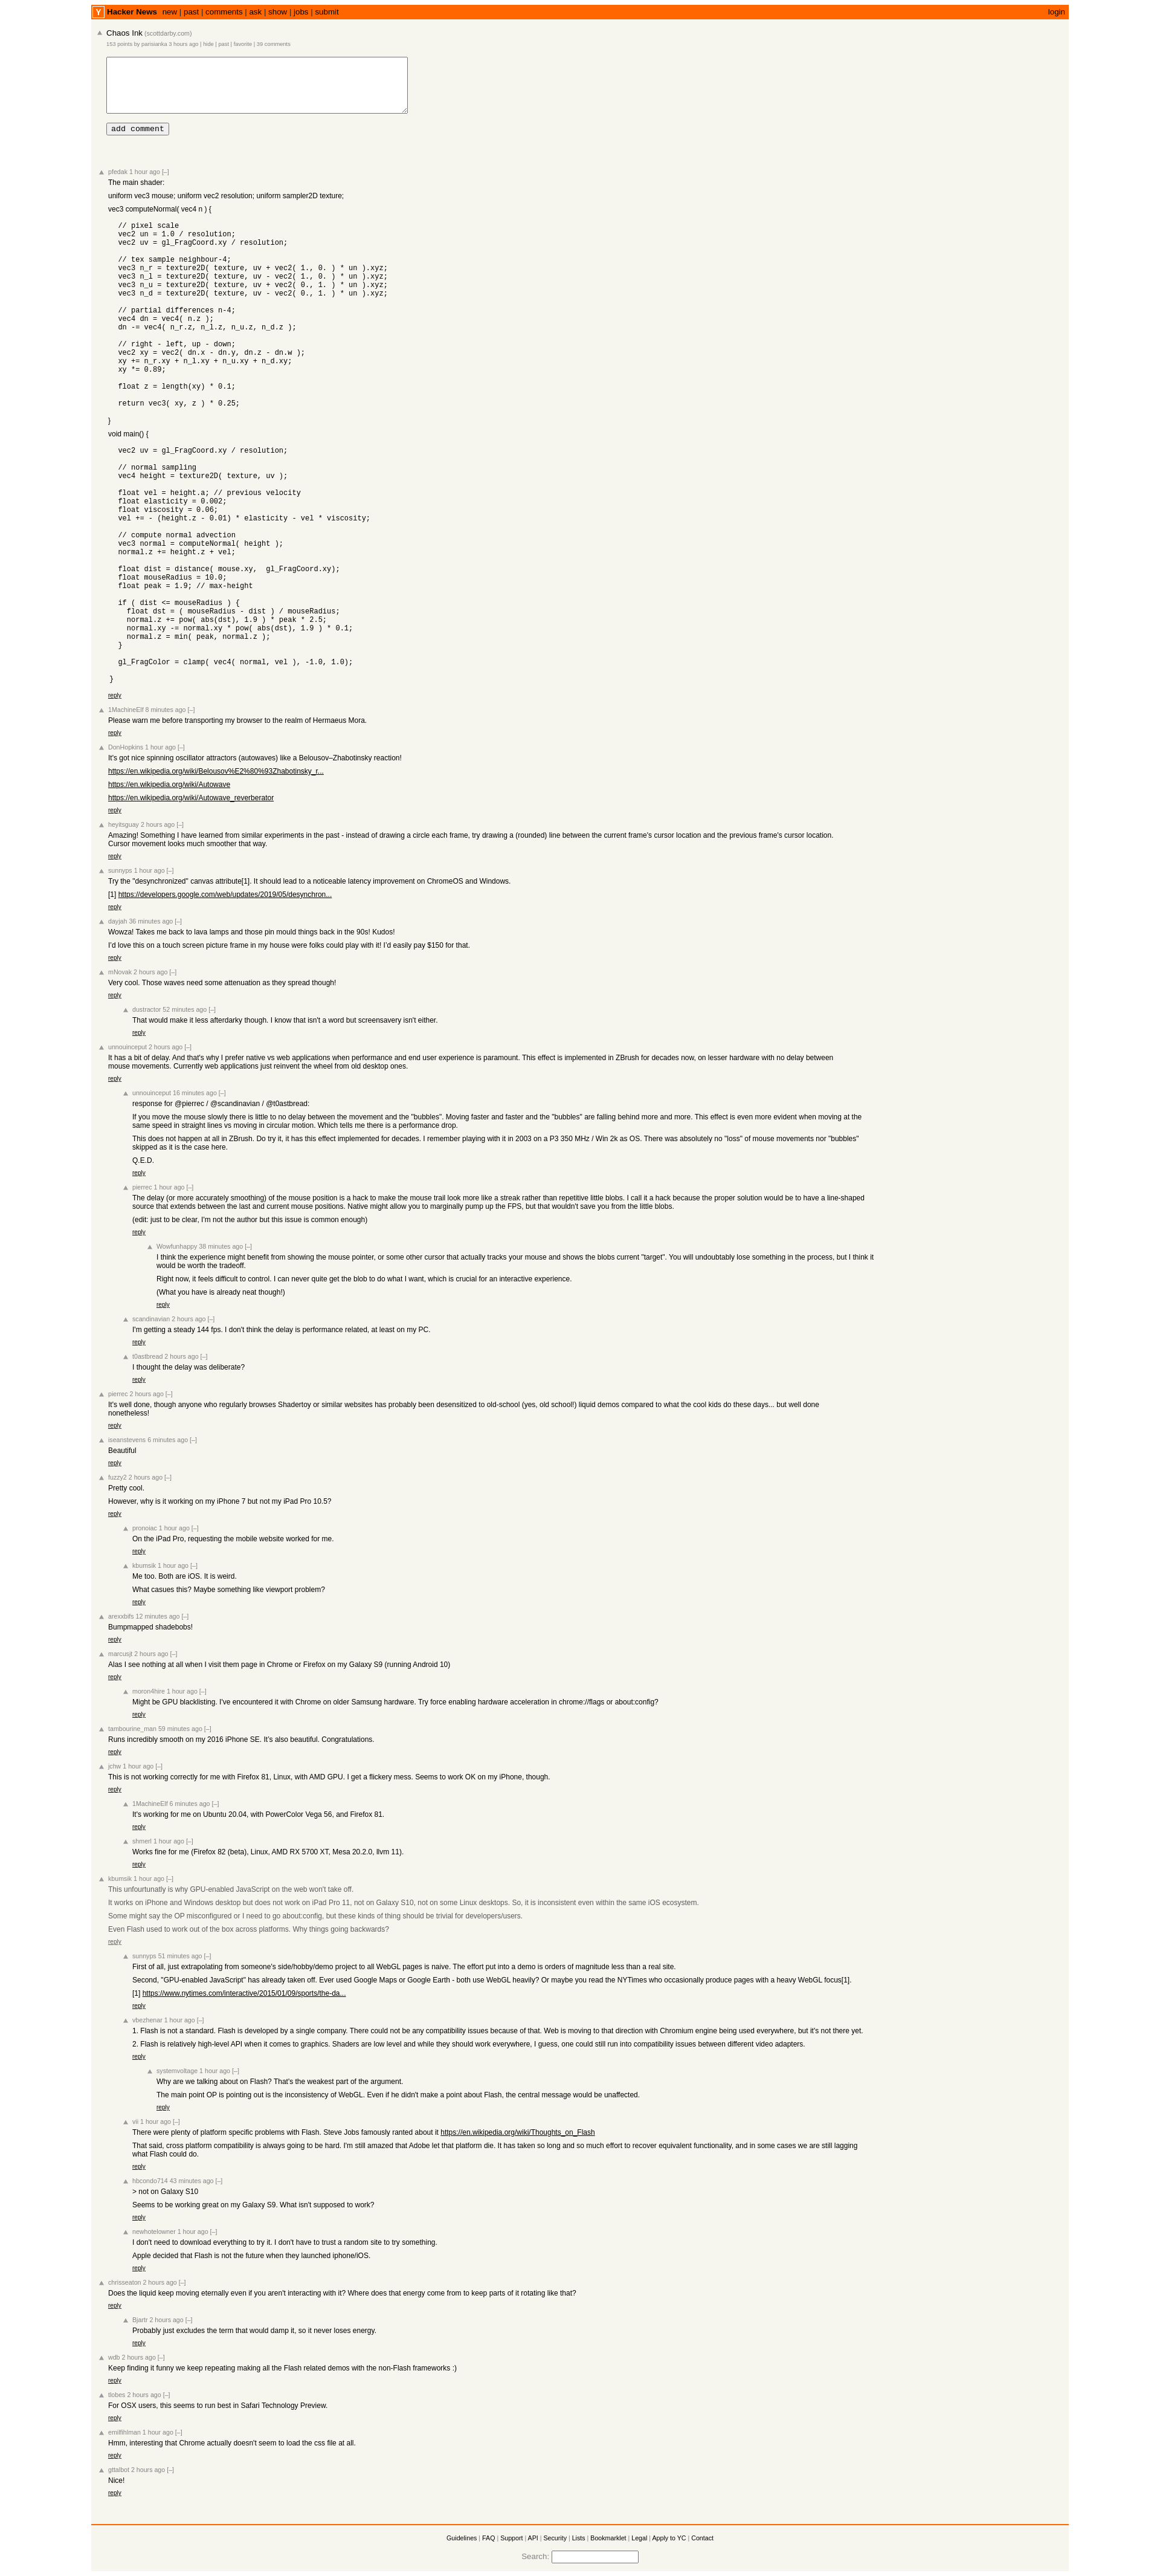 Y Hacker News new | past | comments | ask | show | jobs | submit login
Chaos Ink (scottdarby.com)
153 points by parisianka 3 hours ago | hide | past | favorite | 39 comments
add comment
pfedak 1 hour ago [–]
The main shader:
uniform vec3 mouse; uniform vec2 resolution; uniform sampler2D texture;
vec3 computeNormal( vec4 n ) {
// pixel scale
vec2 un = 1.0 / resolution;
vec2 uv = gl_FragCoord.xy / resolution;
// tex sample neighbour-4;
vec3 n_r = texture2D( texture, uv + vec2( 1., 0. ) * un ).xyz;
vec3 n_l = texture2D( texture, uv - vec2( 1., 0. ) * un ).xyz;
vec3 n_u = texture2D( texture, uv + vec2( 0., 1. ) * un ).xyz;
vec3 n_d = texture2D( texture, uv - vec2( 0., 1. ) * un ).xyz;
// partial differences n-4;
vec4 dn = vec4( n.z );
dn -= vec4( n_r.z, n_l.z, n_u.z, n_d.z );
// right - left, up - down;
vec2 xy = vec2( dn.x - dn.y, dn.z - dn.w );
xy += n_r.xy + n_l.xy + n_u.xy + n_d.xy;
xy *= 0.89;
float z = length(xy) * 0.1;
return vec3( xy, z ) * 0.25;
}
void main() {
vec2 uv = gl_FragCoord.xy / resolution;
// normal sampling
vec4 height = texture2D( texture, uv );
float vel = height.a; // previous velocity
float elasticity = 0.002;
float viscosity = 0.06;
vel += - (height.z - 0.01) * elasticity - vel * viscosity;
// compute normal advection
vec3 normal = computeNormal( height );
normal.z += height.z + vel;
float dist = distance( mouse.xy,  gl_FragCoord.xy);
float mouseRadius = 10.0;
float peak = 1.9; // max-height
if ( dist <= mouseRadius ) {
float dst = ( mouseRadius - dist ) / mouseRadius;
normal.z += pow( abs(dst), 1.9 ) * peak * 2.5;
normal.xy -= normal.xy * pow( abs(dst), 1.9 ) * 0.1;
normal.z = min( peak, normal.z );
}
gl_FragColor = clamp( vec4( normal, vel ), -1.0, 1.0);
}
reply
1MachineElf 8 minutes ago [–]
Please warn me before transporting my browser to the realm of Hermaeus Mora.
reply
DonHopkins 1 hour ago [–]
It's got nice spinning oscillator attractors (autowaves) like a Belousov–Zhabotinsky reaction!
https://en.wikipedia.org/wiki/Belousov%E2%80%93Zhabotinsky_r...
https://en.wikipedia.org/wiki/Autowave
https://en.wikipedia.org/wiki/Autowave_reverberator
reply
heyitsguay 2 hours ago [–]
Amazing! Something I have learned from similar experiments in the past - instead of drawing a circle each frame, try drawing a (rounded) line between the current frame's cursor location and the previous frame's cursor location.
Cursor movement looks much smoother that way.
reply
sunnyps 1 hour ago [–]
Try the "desynchronized" canvas attribute[1]. It should lead to a noticeable latency improvement on ChromeOS and Windows.
[1] https://developers.google.com/web/updates/2019/05/desynchron...
reply
dayjah 36 minutes ago [–]
Wowza! Takes me back to lava lamps and those pin mould things back in the 90s! Kudos!
I'd love this on a touch screen picture frame in my house were folks could play with it! I'd easily pay $150 for that.
reply
mNovak 2 hours ago [–]
Very cool. Those waves need some attenuation as they spread though!
reply
dustractor 52 minutes ago [–]
That would make it less afterdarky though. I know that isn't a word but screensavery isn't either.
reply
unnouinceput 2 hours ago [–]
It has a bit of delay. And that's why I prefer native vs web applications when performance and end user experience is paramount. This effect is implemented in ZBrush for decades now, on lesser hardware with no delay between
mouse movements. Currently web applications just reinvent the wheel from old desktop ones.
reply
unnouinceput 16 minutes ago [–]
response for @pierrec / @scandinavian / @t0astbread:
If you move the mouse slowly there is little to no delay between the movement and the "bubbles". Moving faster and faster and the "bubbles" are falling behind more and more. This effect is even more evident when moving at the
same speed in straight lines vs moving in circular motion. Which tells me there is a performance drop.
This does not happen at all in ZBrush. Do try it, it has this effect implemented for decades. I remember playing with it in 2003 on a P3 350 MHz / Win 2k as OS. There was absolutely no "loss" of mouse movements nor "bubbles"
skipped as it is the case here.
Q.E.D.
reply
pierrec 1 hour ago [–]
The delay (or more accurately smoothing) of the mouse position is a hack to make the mouse trail look more like a streak rather than repetitive little blobs. I call it a hack because the proper solution would be to have a line-shaped
source that extends between the last and current mouse positions. Native might allow you to marginally pump up the FPS, but that wouldn't save you from the little blobs.
(edit: just to be clear, I'm not the author but this issue is common enough)
reply
Wowfunhappy 38 minutes ago [–]
I think the experience might benefit from showing the mouse pointer, or some other cursor that actually tracks your mouse and shows the blobs current "target". You will undoubtably lose something in the process, but I think it
would be worth the tradeoff.
Right now, it feels difficult to control. I can never quite get the blob to do what I want, which is crucial for an interactive experience.
(What you have is already neat though!)
reply
scandinavian 2 hours ago [–]
I'm getting a steady 144 fps. I don't think the delay is performance related, at least on my PC.
reply
t0astbread 2 hours ago [–]
I thought the delay was deliberate?
reply
pierrec 2 hours ago [–]
It's well done, though anyone who regularly browses Shadertoy or similar websites has probably been desensitized to old-school (yes, old school!) liquid demos compared to what the cool kids do these days... but well done
nonetheless!
reply
iseanstevens 6 minutes ago [–]
Beautiful
reply
fuzzy2 2 hours ago [–]
Pretty cool.
However, why is it working on my iPhone 7 but not my iPad Pro 10.5?
reply
pronoiac 1 hour ago [–]
On the iPad Pro, requesting the mobile website worked for me.
reply
kbumsik 1 hour ago [–]
Me too. Both are iOS. It is weird.
What casues this? Maybe something like viewport problem?
reply
arexxbifs 12 minutes ago [–]
Bumpmapped shadebobs!
reply
marcusjt 2 hours ago [–]
Alas I see nothing at all when I visit them page in Chrome or Firefox on my Galaxy S9 (running Android 10)
reply
moron4hire 1 hour ago [–]
Might be GPU blacklisting. I've encountered it with Chrome on older Samsung hardware. Try force enabling hardware acceleration in chrome://flags or about:config?
reply
tambourine_man 59 minutes ago [–]
Runs incredibly smooth on my 2016 iPhone SE. It's also beautiful. Congratulations.
reply
jchw 1 hour ago [–]
This is not working correctly for me with Firefox 81, Linux, with AMD GPU. I get a flickery mess. Seems to work OK on my iPhone, though.
reply
1MachineElf 6 minutes ago [–]
It's working for me on Ubuntu 20.04, with PowerColor Vega 56, and Firefox 81.
reply
shmerl 1 hour ago [–]
Works fine for me (Firefox 82 (beta), Linux, AMD RX 5700 XT, Mesa 20.2.0, llvm 11).
reply
kbumsik 1 hour ago [–]
This unfourtunatly is why GPU-enabled JavaScript on the web won't take off.
It works on iPhone and Windows desktop but does not work on iPad Pro 11, not on Galaxy S10, not on some Linux desktops. So, it is inconsistent even within the same iOS ecosystem.
Some might say the OP misconfigured or I need to go about:config, but these kinds of thing should be trivial for developers/users.
Even Flash used to work out of the box across platforms. Why things going backwards?
reply
sunnyps 51 minutes ago [–]
First of all, just extrapolating from someone's side/hobby/demo project to all WebGL pages is naive. The effort put into a demo is orders of magnitude less than a real site.
Second, "GPU-enabled JavaScript" has already taken off. Ever used Google Maps or Google Earth - both use WebGL heavily? Or maybe you read the NYTimes who occasionally produce pages with a heavy WebGL focus[1].
[1] https://www.nytimes.com/interactive/2015/01/09/sports/the-da...
reply
vbezhenar 1 hour ago [–]
1. Flash is not a standard. Flash is developed by a single company. There could not be any compatibility issues because of that. Web is moving to that direction with Chromium engine being used everywhere, but it's not there yet.
2. Flash is relatively high-level API when it comes to graphics. Shaders are low level and while they should work everywhere, I guess, one could still run into compatibility issues between different video adapters.
reply
systemvoltage 1 hour ago [–]
Why are we talking about on Flash? That's the weakest part of the argument.
The main point OP is pointing out is the inconsistency of WebGL. Even if he didn't make a point about Flash, the central message would be unaffected.
reply
vii 1 hour ago [–]
There were plenty of platform specific problems with Flash. Steve Jobs famously ranted about it https://en.wikipedia.org/wiki/Thoughts_on_Flash
That said, cross platform compatibility is always going to be hard. I'm still amazed that Adobe let that platform die. It has taken so long and so much effort to recover equivalent functionality, and in some cases we are still lagging
what Flash could do.
reply
hbcondo714 43 minutes ago [–]
> not on Galaxy S10
Seems to be working great on my Galaxy S9. What isn't supposed to work?
reply
newhotelowner 1 hour ago [–]
I don't need to download everything to try it. I don't have to trust a random site to try something.
Apple decided that Flash is not the future when they launched iphone/iOS.
reply
chrisseaton 2 hours ago [–]
Does the liquid keep moving eternally even if you aren't interacting with it? Where does that energy come from to keep parts of it rotating like that?
reply
Bjartr 2 hours ago [–]
Probably just excludes the term that would damp it, so it never loses energy.
reply
wdb 2 hours ago [–]
Keep finding it funny we keep repeating making all the Flash related demos with the non-Flash frameworks :)
reply
tlobes 2 hours ago [–]
For OSX users, this seems to run best in Safari Technology Preview.
reply
emilfihlman 1 hour ago [–]
Hmm, interesting that Chrome actually doesn't seem to load the css file at all.
reply
gttalbot 2 hours ago [–]
Nice!
reply
Guidelines | FAQ | Support | API | Security | Lists | Bookmarklet | Legal | Apply to YC | Contact
Search: